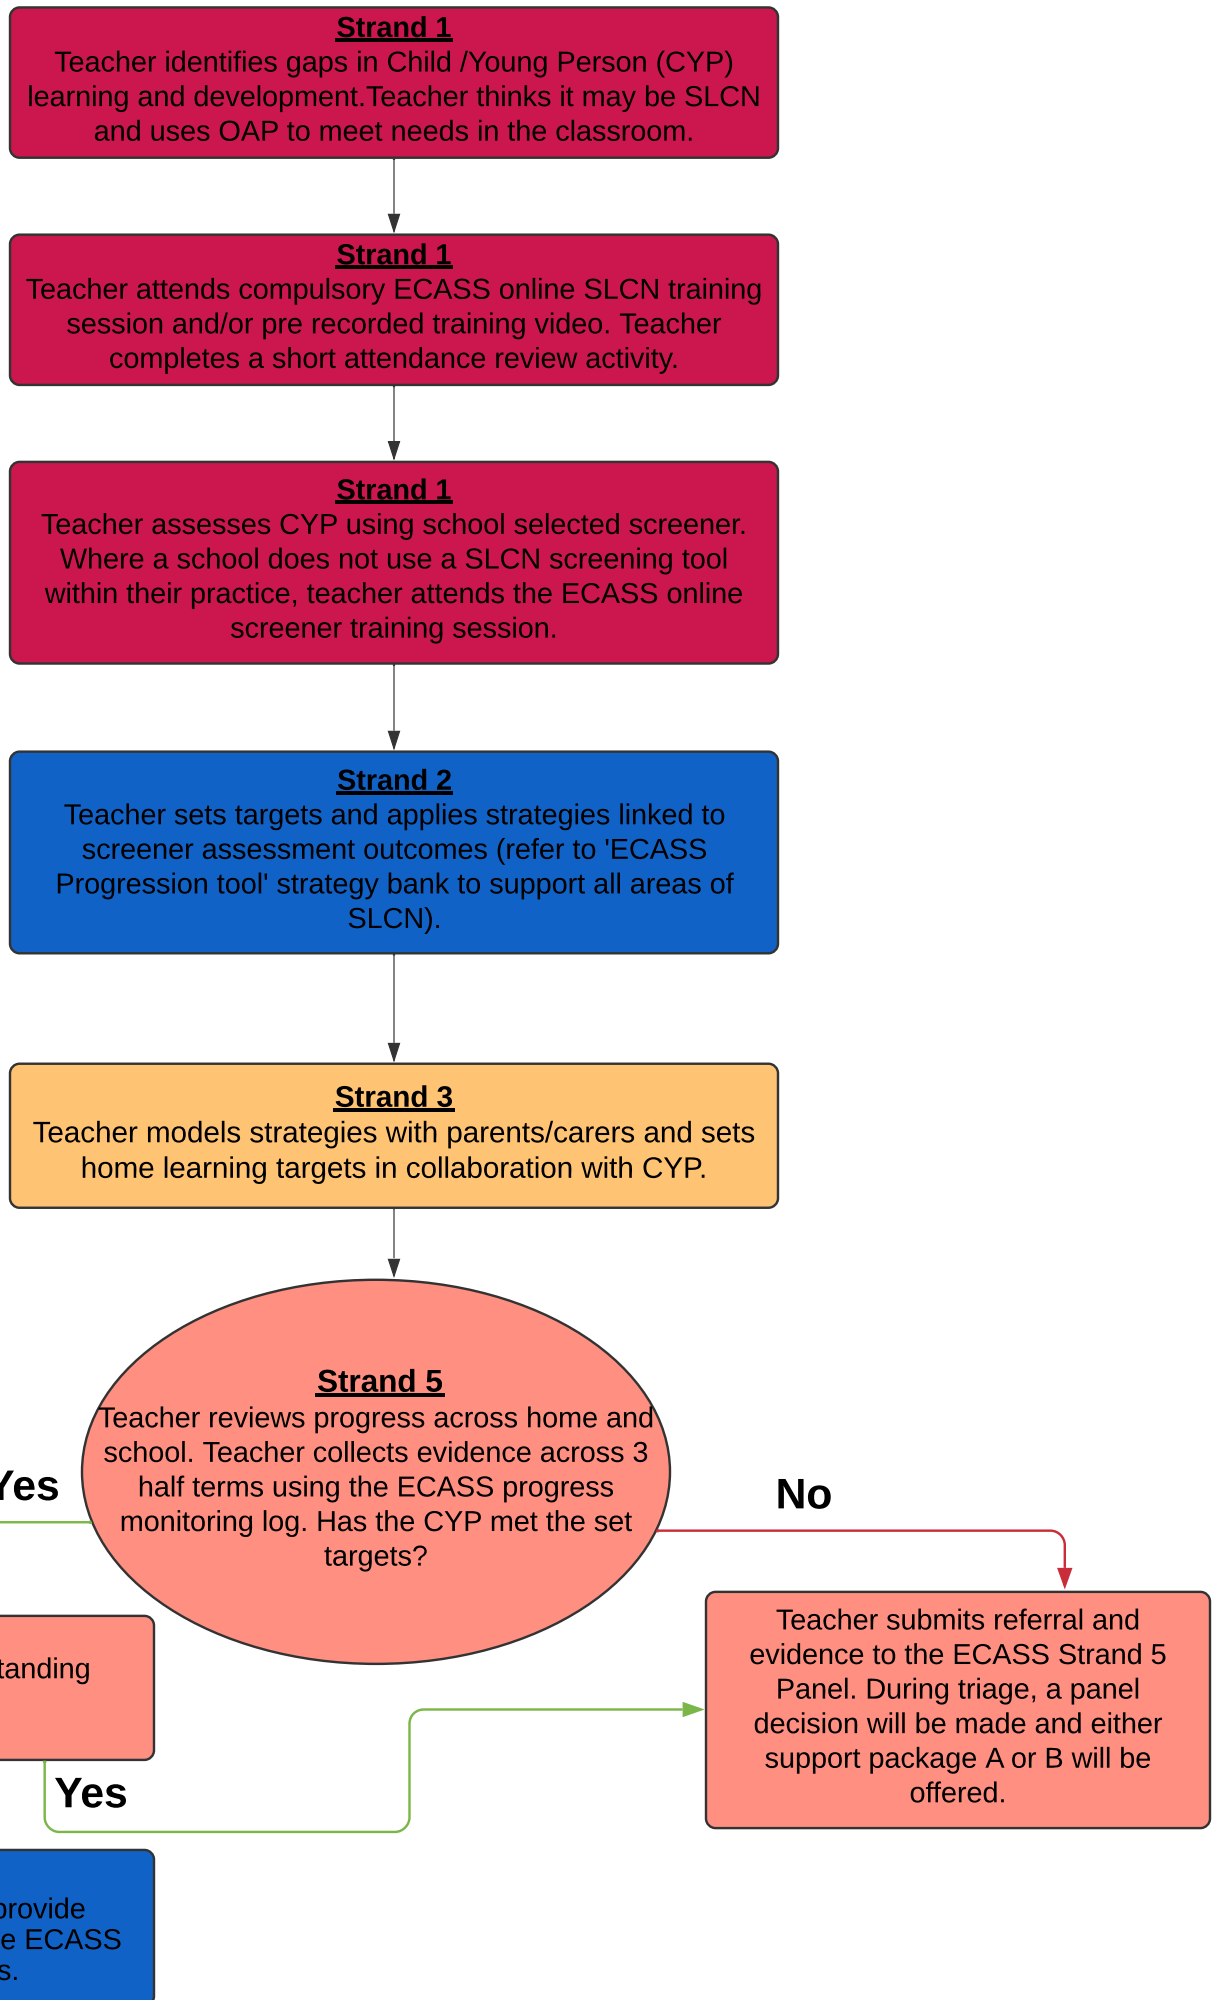 Strand 1
Teacher identifies gaps in Child /Young Person (CYP)
learning and development.Teacher thinks it may be SLCN
and uses OAP to meet needs in the classroom.
Strand 1
Teacher attends compulsory ECASS online SLCN training
session and/or pre recorded training video. Teacher
completes a short attendance review activity.
Strand 1
Teacher assesses CYP using school selected screener.
Where a school does not use a SLCN screening tool
within their practice, teacher attends the ECASS online
screener training session.
Strand 2
Teacher sets targets and applies strategies linked to
screener assessment outcomes (refer to 'ECASS
Progression tool' strategy bank to support all areas of
SLCN).
Strand 3
Teacher models strategies with parents/carers and sets
home learning targets in collaboration with CYP.
Strand 5
Teacher reviews progress across home and
school. Teacher collects evidence across 3
half terms using the ECASS progress
monitoring log. Has the CYP met the set
targets?
Yes
No
Teacher submits referral and
evidence to the ECASS Strand 5
Panel. During triage, a panel
decision will be made and either
support package A or B will be
offered.
Yes
provide
ECASS